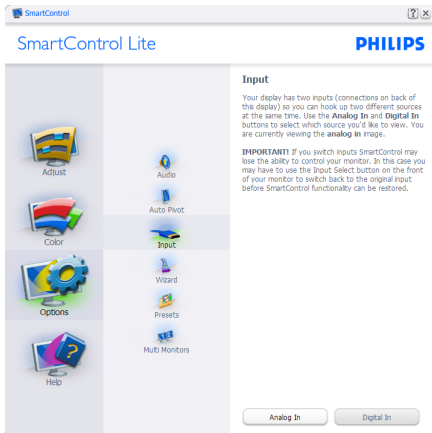 SmartControl
SmartControl Lite
PHILIPS
Adjust
Color
Options
Help
Audio
Auto Pivot
Input
Wizard
Presets
Multi Monitors
Input
Your display has two inputs (connections on back of
this display) so you can hook up two different sources
at the same time. Use the Analog In and Digital In
buttons to select which source you'd like to view. You
are currently viewing the analog in image.
IMPORTANT! If you switch inputs SmartControl may
lose the ability to control your monitor. In this case you
may have to use the Input Select button on the front
of your monitor to switch back to the original input
before SmartControl functionality can be restored.
Analog In
Digital In